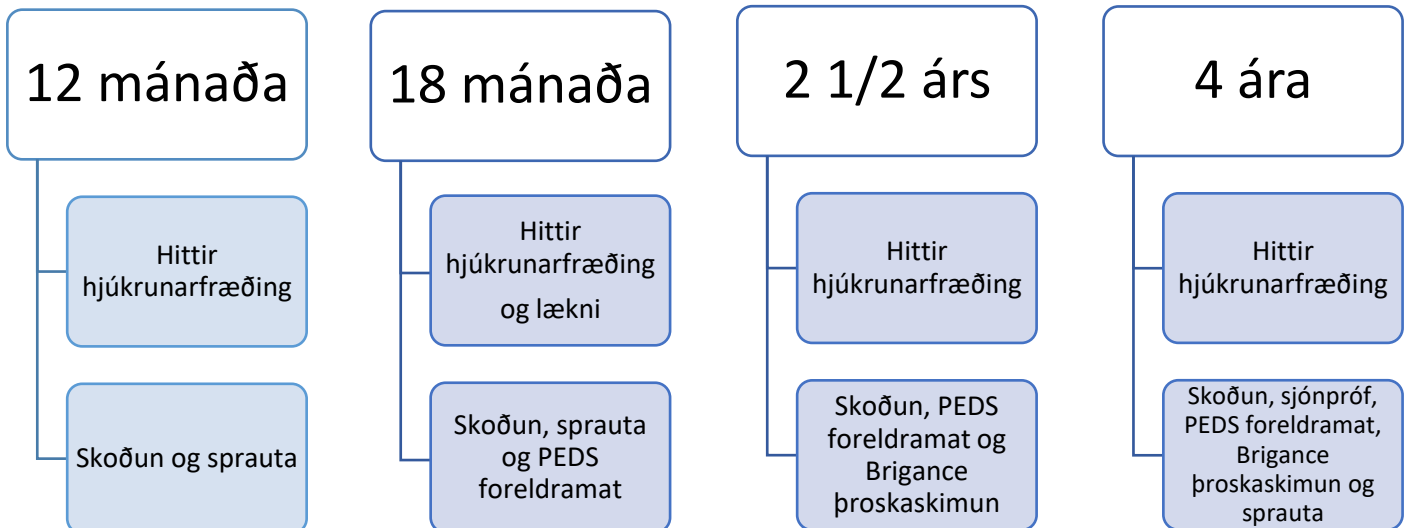 12 mánaða
Hittir
hjúkrunarfræðing
Skoðun og sprauta
18 mánaða
Hittir
hjúkrunarfræðing
og lækni
Skoðun, sprauta
og PEDS
foreldramat
2 1/2 árs
Hittir
hjúkrunarfræðing
Skoðun, PEDS
foreldramat og
Brigance
þroskaskimun
4 ára
Hittir
hjúkrunarfræðing
Skoðun, sjónpróf,
PEDS foreldramat,
Brigance
þroskaskimun og
sprauta